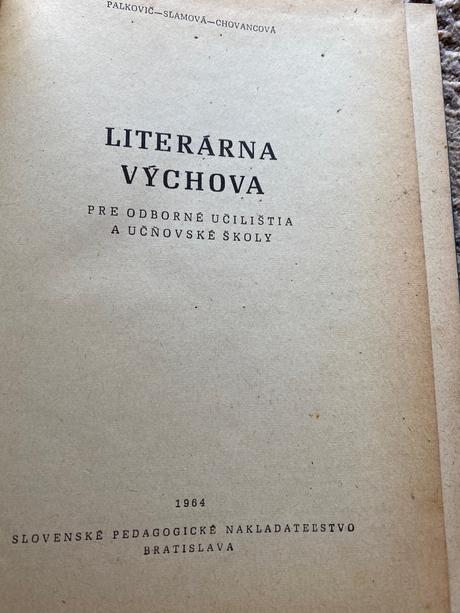 PALKOVIČ—SLAMOVÁ—CHOVANCOVÁ
LITERÁRNA
VÝCHOVA
PRE ODBORNÉ UČILIŠTIA
A UČŇOVSKÉ ŠKOLY
1964
SLOVENSKÉ PEDAGOGICKÉ NAKLADATEĽSTVO
BRATISLAVA